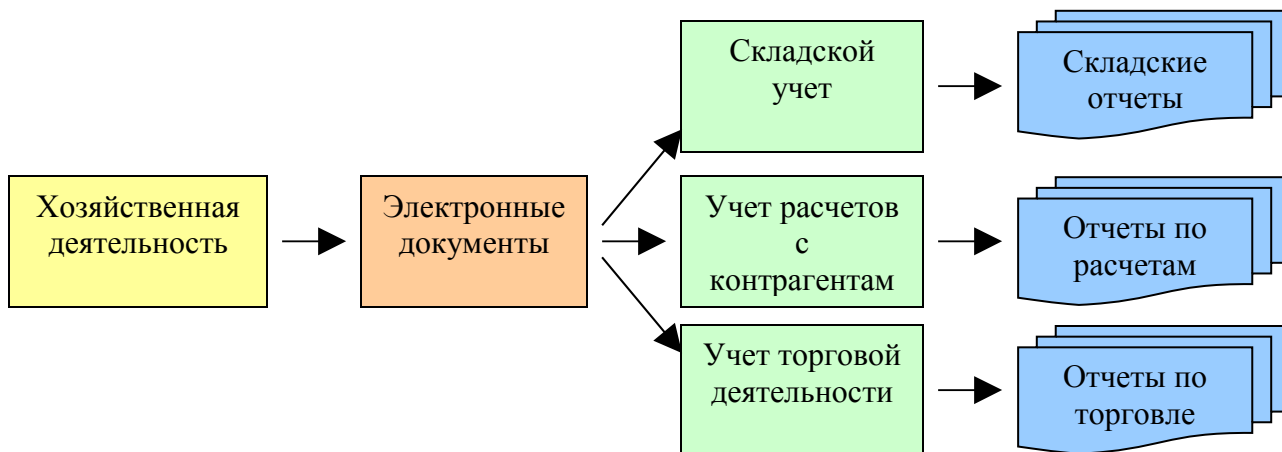 Складской
учет
Складские
отчеты
Хозяйственная
деятельность
Электронные
документы
Учет расчетов
с
контрагентам
Отчеты по
расчетам
Учет торговой
деятельности
Отчеты по
торговле